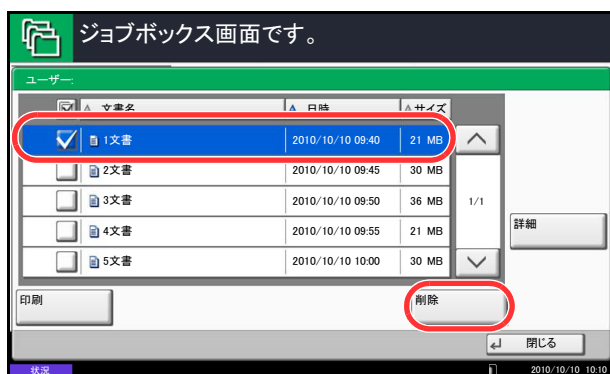 ジョブボックス画面です。
ユーザー:
文書名 日時 サイズ
1文書 2010/10/10 09:40 21 MB
2文書 2010/10/10 09:45 30 MB
3文書 2010/10/10 09:50 36 MB 1/1
4文書 2010/10/10 09:55 21 MB
詳細
5文書 2010/10/10 10:00 30 MB
印刷 削除
閉じる
状況 2010/10/10 10:10